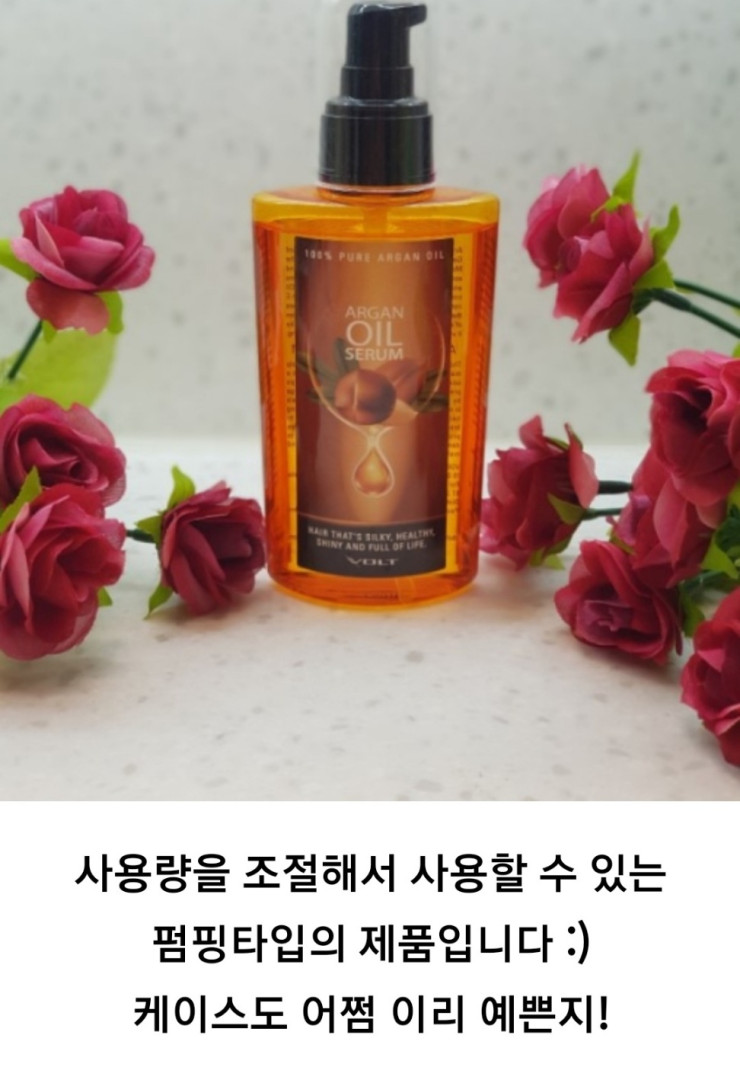 100% PURE ARGAN OIL
ARGAN
OIL
SERUM
HAIR THAT'S SILKY, HEALTHY,
SHINY AND FULL OF LIFE.
VOLT
사용량을 조절해서 사용할 수 있는
펌핑타입의 제품입니다 :)
케이스도 어쩜 이리 예쁜지!